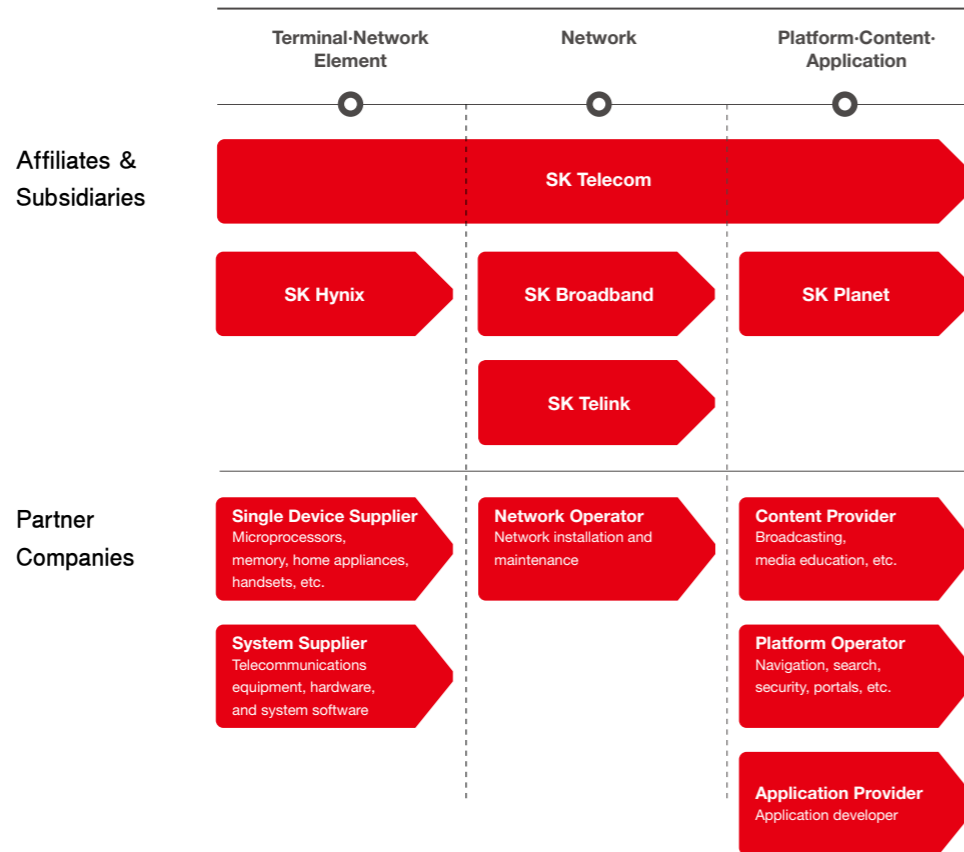 Terminal·Network
Element
Network
Platform·Content·
Application
Affiliates &
Subsidiaries
SK Telecom
SK Hynix
SK Broadband
SK Planet
SK Telink
Partner
Companies
Single Device Supplier
Microprocessors,
memory, home appliances,
handsets, etc.
Network Operator
Network installation and
maintenance
Content Provider
Broadcasting,
media education, etc.
System Supplier
Telecommunications
equipment, hardware,
and system software
Platform Operator
Navigation, search,
security, portals, etc.
Application Provider
Application developer